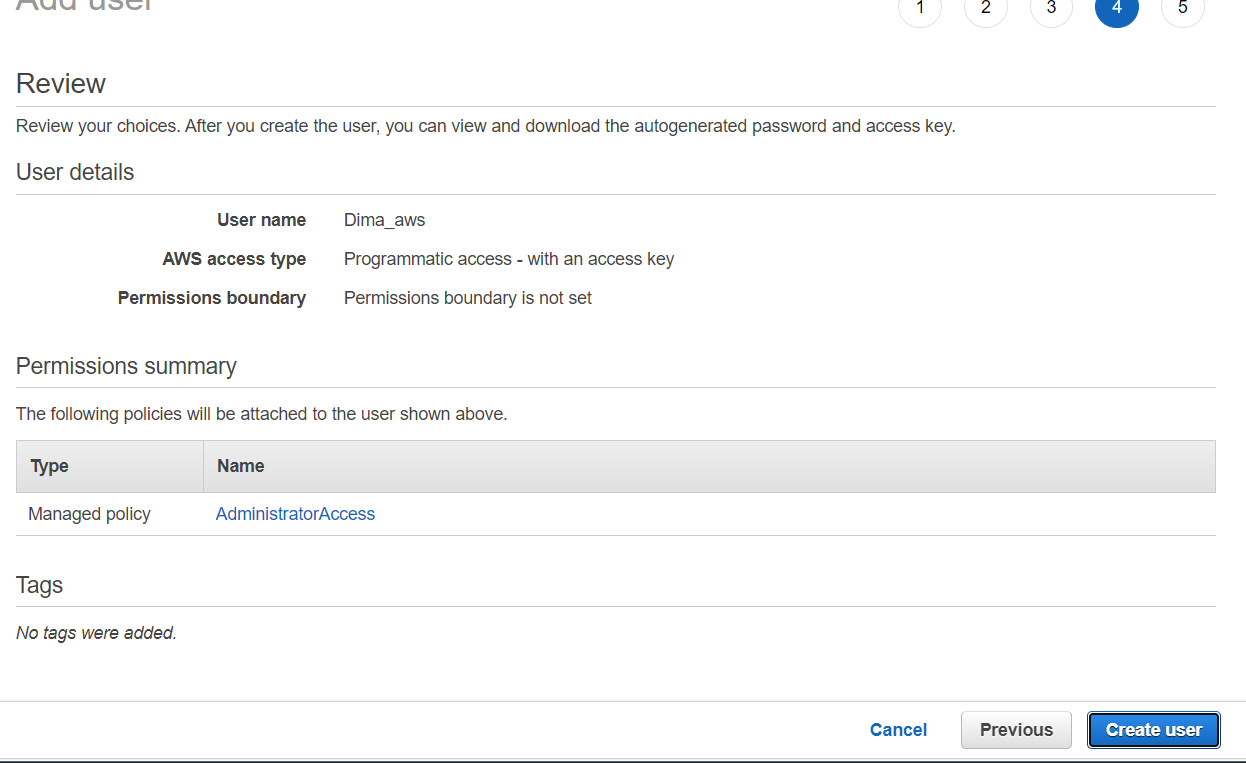 Add user
1 2 3 4 5
Review
Review your choices. After you create the user, you can view and download the autogenerated password and access key.
User details
User name Dima_aws
AWS access type Programmatic access - with an access key
Permissions boundary Permissions boundary is not set
Permissions summary
The following policies will be attached to the user shown above.
Type Name
Managed policy AdministratorAccess
Tags
No tags were added.
Cancel Previous Create user